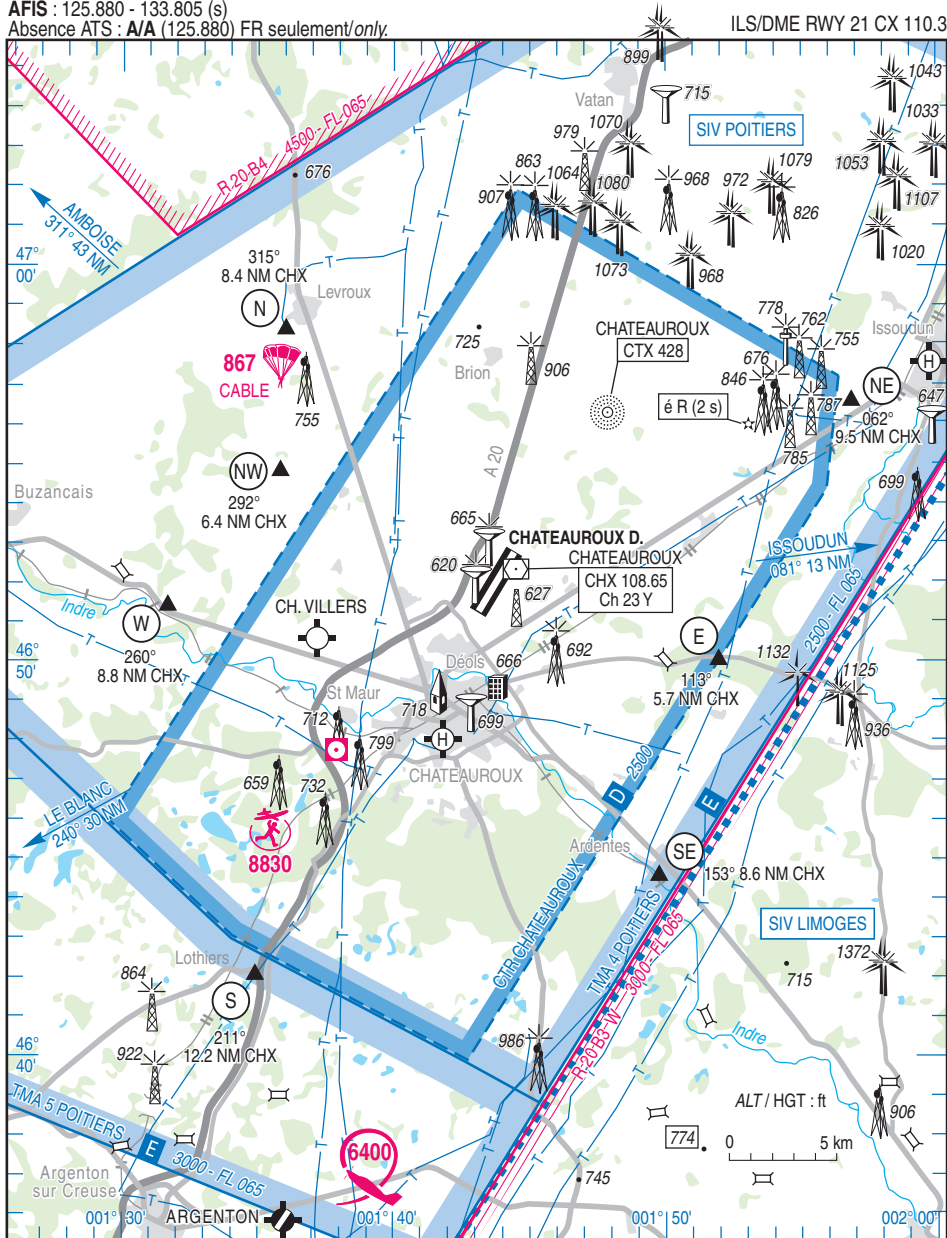 AFIS : 125.880 - 133.805 (s)
Absence ATS : A/A (125.880) FR seulement/only.
ILS/DME RWY 21 CX 110.3
899
1043
Vatan
715
1033
R-20-B4 4500 - FL 065
SIV POITIERS
1070
979
676
863
1064
1079
1053
907
1080
968
972
826
1107
AMBOISE
311° 43 NM
1073
968
1020
47°
00'
315°
8.4 NM CHX
N
Levroux
778
762
755
Issoudun
H
725
Brion
906
CHATEAUROUX
CTX 428
867
CABLE
755
676
846
é R (2 s)
787
785
NE
062°
9.5 NM CHX
647
A 20
NW
292°
6.4 NM CHX
Buzancais
699
665
CHATEAUROUX D.
620
CHATEAUROUX
CHX 108.65
Ch 23 Y
627
ISSOUDUN
081° 13 NM
2500 - FL 065
Indre
W
260°
8.8 NM CHX
CH. VILLERS
46°
50'
692
E
113°
5.7 NM CHX
1132
1125
936
Déols
666
St Maur
718
699
712
799
H
CHATEAUROUX
659
732
8830
LE BLANC
240° 30 NM
D 2500
E
Ardentes
SE
153° 8.6 NM CHX
CTR CHATEAUROUX
TMA 4 POITIERS
R-20-B3-W 3000 - FL 065
SIV LIMOGES
1372
715
Lothiers
864
S
211°
12.2 NM CHX
Indre
46°
40'
922
986
TMA 5 POITIERS
E 3000 - FL 065
ALT / HGT : ft
906
774
0 5 km
6400
745
Argenton
sur Creuse
ARGENTON
001° 30'
001° 40'
001° 50'
002° 00'
T